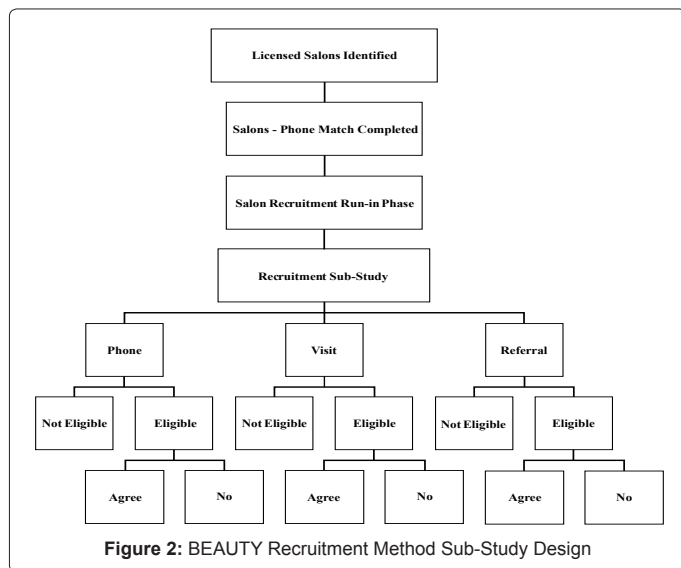 Licensed Salons Identified
Salons - Phone Match Completed
Salon Recruitment Run-in Phase
Recruitment Sub-Study
Phone Visit Referral
Not Eligible Eligible Not Eligible Eligible Not Eligible Eligible
Agree No Agree No Agree No
Figure 2: BEAUTY Recruitment Method Sub-Study Design